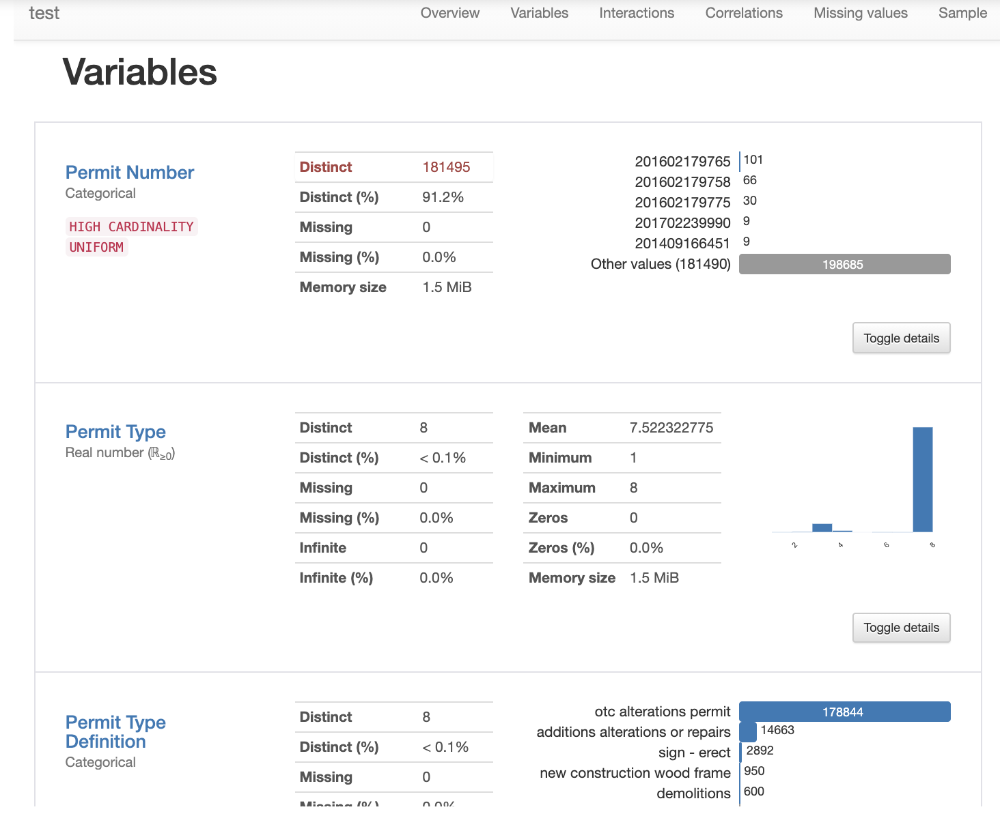 test Overview Variables Interactions Correlations Missing values Sample
Variables
Permit Number
Categorical
HIGH CARDINALITY
UNIFORM
Distinct 181495
Distinct (%) 91.2%
Missing 0
Missing (%) 0.0%
Memory size 1.5 MiB
201602179765 101
201602179758 66
201602179775 30
201702239990 9
201409166451 9
Other values (181490) 198685
Toggle details
Permit Type
Real number (ℝ≥0)
Distinct 8
Distinct (%) < 0.1%
Missing 0
Missing (%) 0.0%
Infinite 0
Infinite (%) 0.0%
Mean 7.522322775
Minimum 1
Maximum 8
Zeros 0
Zeros (%) 0.0%
Memory size 1.5 MiB
2 4 6 8
Toggle details
Permit Type
Definition
Categorical
Distinct 8
Distinct (%) < 0.1%
Missing 0
Missing (%) 0.0%
otc alterations permit 178844
additions alterations or repairs 14663
sign - erect 2892
new construction wood frame 950
demolitions 600